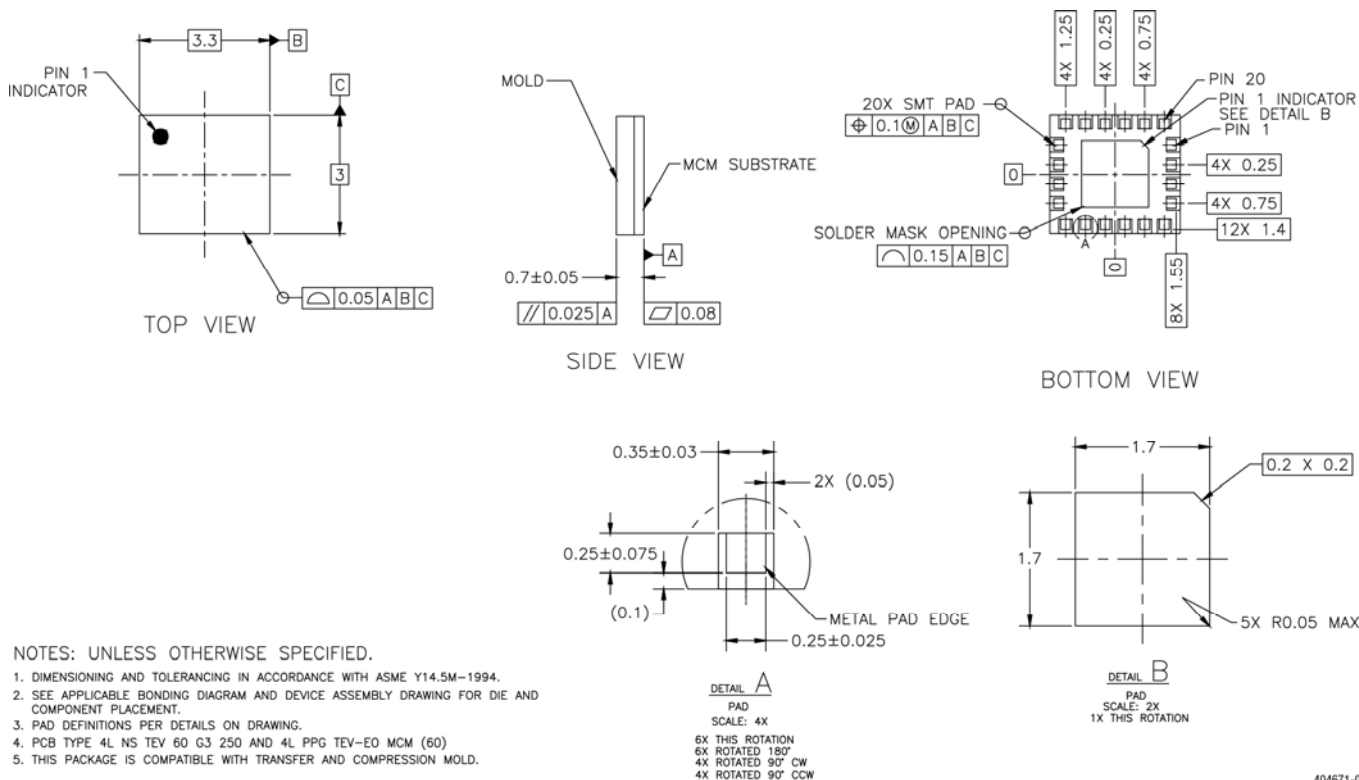 3.3
B
PIN 1
INDICATOR
C
3
0.05 A B C
TOP VIEW
MOLD
MCM SUBSTRATE
A
0.7±0.05
// 0.025 A
0.08
SIDE VIEW
4X 1.25
4X 0.25
4X 0.75
20X SMT PAD
0.1 Ⓜ A B C
PIN 20
PIN 1 INDICATOR
SEE DETAIL B
PIN 1
0
4X 0.25
4X 0.75
SOLDER MASK OPENING
0.15 A B C
A
0
12X 1.4
8X 1.55
BOTTOM VIEW
0.35±0.03
2X (0.05)
0.25±0.075
(0.1)
METAL PAD EDGE
0.25±0.025
DETAIL A
PAD
SCALE: 4X
6X THIS ROTATION
6X ROTATED 180°
4X ROTATED 90° CW
4X ROTATED 90° CCW
1.7
0.2 X 0.2
1.7
5X R0.05 MAX
DETAIL B
PAD
SCALE: 2X
1X THIS ROTATION
NOTES: UNLESS OTHERWISE SPECIFIED.
1. DIMENSIONING AND TOLERANCING IN ACCORDANCE WITH ASME Y14.5M-1994.
2. SEE APPLICABLE BONDING DIAGRAM AND DEVICE ASSEMBLY DRAWING FOR DIE AND
COMPONENT PLACEMENT.
3. PAD DEFINITIONS PER DETAILS ON DRAWING.
4. PCB TYPE 4L NS TEV 60 G3 250 AND 4L PPG TEV-EO MCM (60)
5. THIS PACKAGE IS COMPATIBLE WITH TRANSFER AND COMPRESSION MOLD.